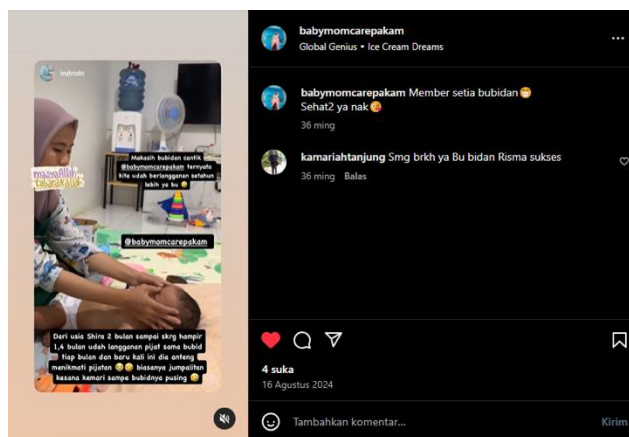 indridn
masyaAllah
tabarakallah
Makasih bubidan cantik
@babymomcarepakam ternyata
kita udah berlangganan setahun
lebih ya bu 🤣
@babymomcarepakam
Dari usia Shira 2 bulan sampai skrg hampir
1,4 bulan udah langganan pijat sama bubid
tiap bulan dan baru kali ini dia anteng
menikmati pijatan 😭🤣 biasanya jumpalitan
kesana kemari sampe bubidnya pusing 🤣
babymomcarepakam
Global Genius • Ice Cream Dreams
babymomcarepakam Member setia bubidan😁
Sehat2 ya nak😘
36 ming
kamariahtanjung Smg brkh ya Bu bidan Risma sukses
36 ming Balas
4 suka
16 Agustus 2024
Tambahkan komentar...
Kirim